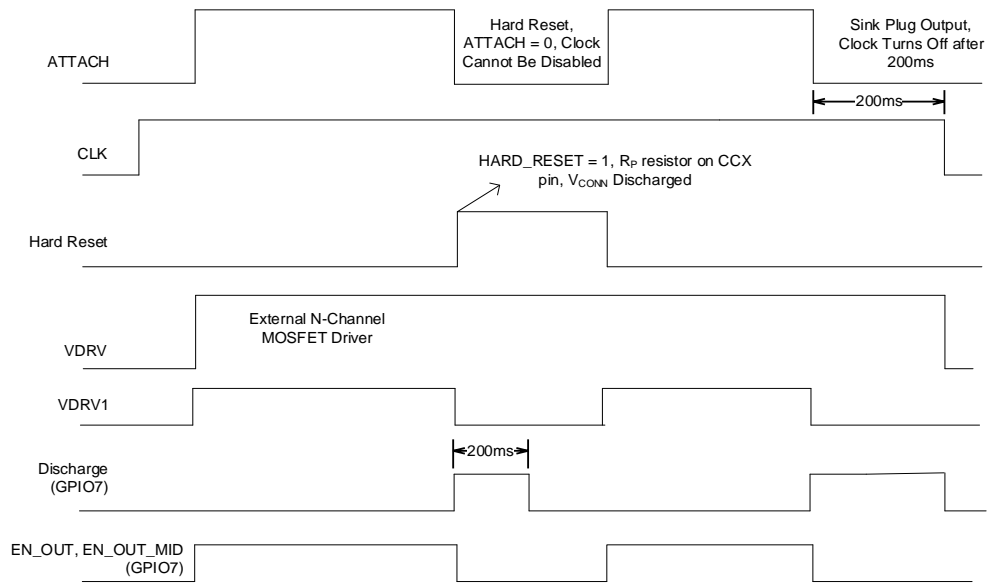 Hard Reset,
ATTACH = 0, Clock
Cannot Be Disabled
Sink Plug Output,
Clock Turns Off after
200ms
ATTACH
200ms
CLK
HARD_RESET = 1, RP resistor on CCX
pin, VCONN Discharged
Hard Reset
External N-Channel
MOSFET Driver
VDRV
VDRV1
200ms
Discharge
(GPIO7)
EN_OUT, EN_OUT_MID
(GPIO7)